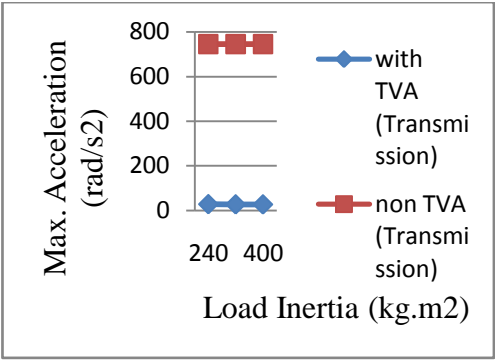 Max. Acceleration
(rad/s2)
800
600
400
200
0
240 400
Load Inertia (kg.m2)
with
TVA
(Transmi
ssion)
non TVA
(Transmi
ssion)